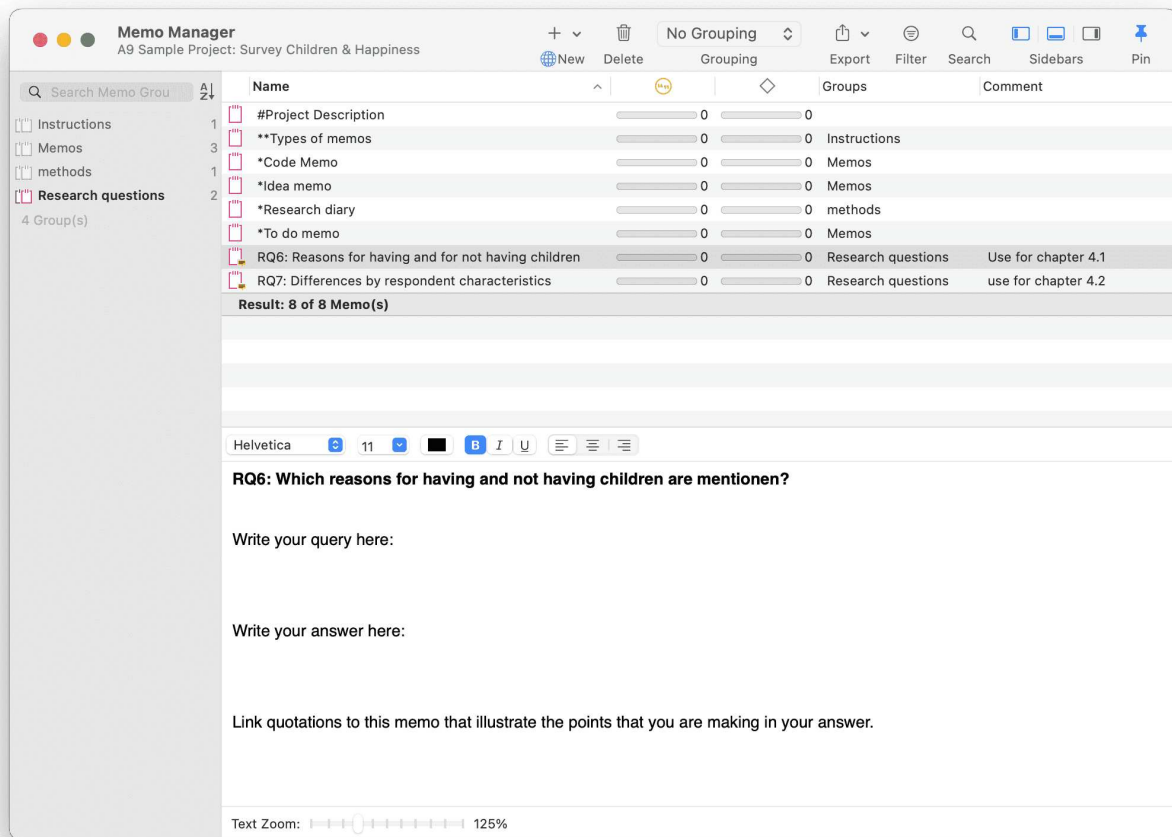 Memo Manager
A9 Sample Project: Survey Children & Happiness
No Grouping
New Delete Grouping Export Filter Search Sidebars Pin
Search Memo Grou
Instructions 1
Memos 3
methods 1
Research questions 2
4 Group(s)
Name Groups Comment
#Project Description 0 0
**Types of memos 0 0 Instructions
*Code Memo 0 0 Memos
*Idea memo 0 0 Memos
*Research diary 0 0 methods
*To do memo 0 0 Memos
RQ6: Reasons for having and for not having children 0 0 Research questions Use for chapter 4.1
RQ7: Differences by respondent characteristics 0 0 Research questions use for chapter 4.2
Result: 8 of 8 Memo(s)
Helvetica 11 B I U
RQ6: Which reasons for having and not having children are mentionen?
Write your query here:
Write your answer here:
Link quotations to this memo that illustrate the points that you are making in your answer.
Text Zoom: 125%